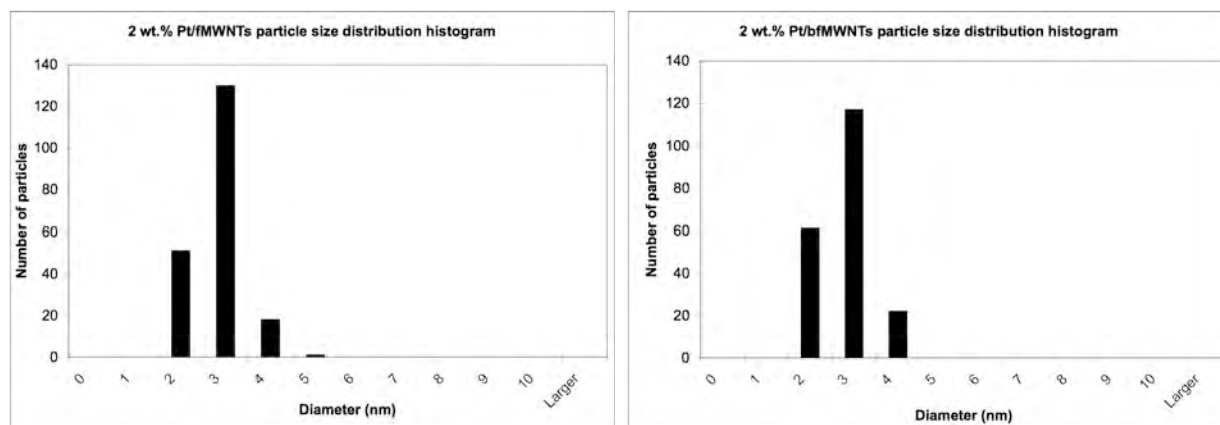 2 wt.% Pt/fMWNTs particle size distribution histogram
140
120
100
80
60
40
20
0
Number of particles
0 1 2 3 4 5 6 7 8 9 10 Larger
Diameter (nm)
2 wt.% Pt/bfMWNTs particle size distribution histogram
140
120
100
80
60
40
20
0
Number of particles
0 1 2 3 4 5 6 7 8 9 10 Larger
Diameter (nm)